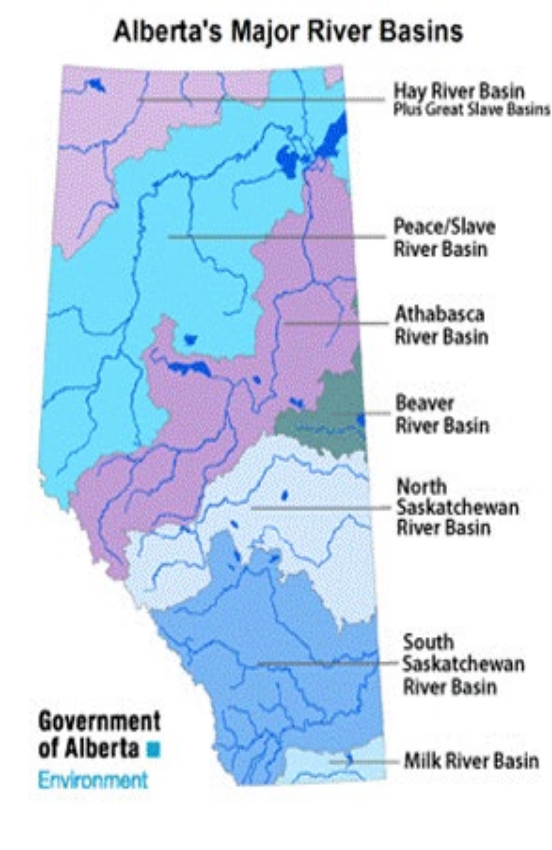 Alberta's Major River Basins
Hay River Basin
Plus Great Slave Basins
Peace/Slave
River Basin
Athabasca
River Basin
Beaver
River Basin
North
Saskatchewan
River Basin
South
Saskatchewan
River Basin
Milk River Basin
Government
of Alberta
Environment